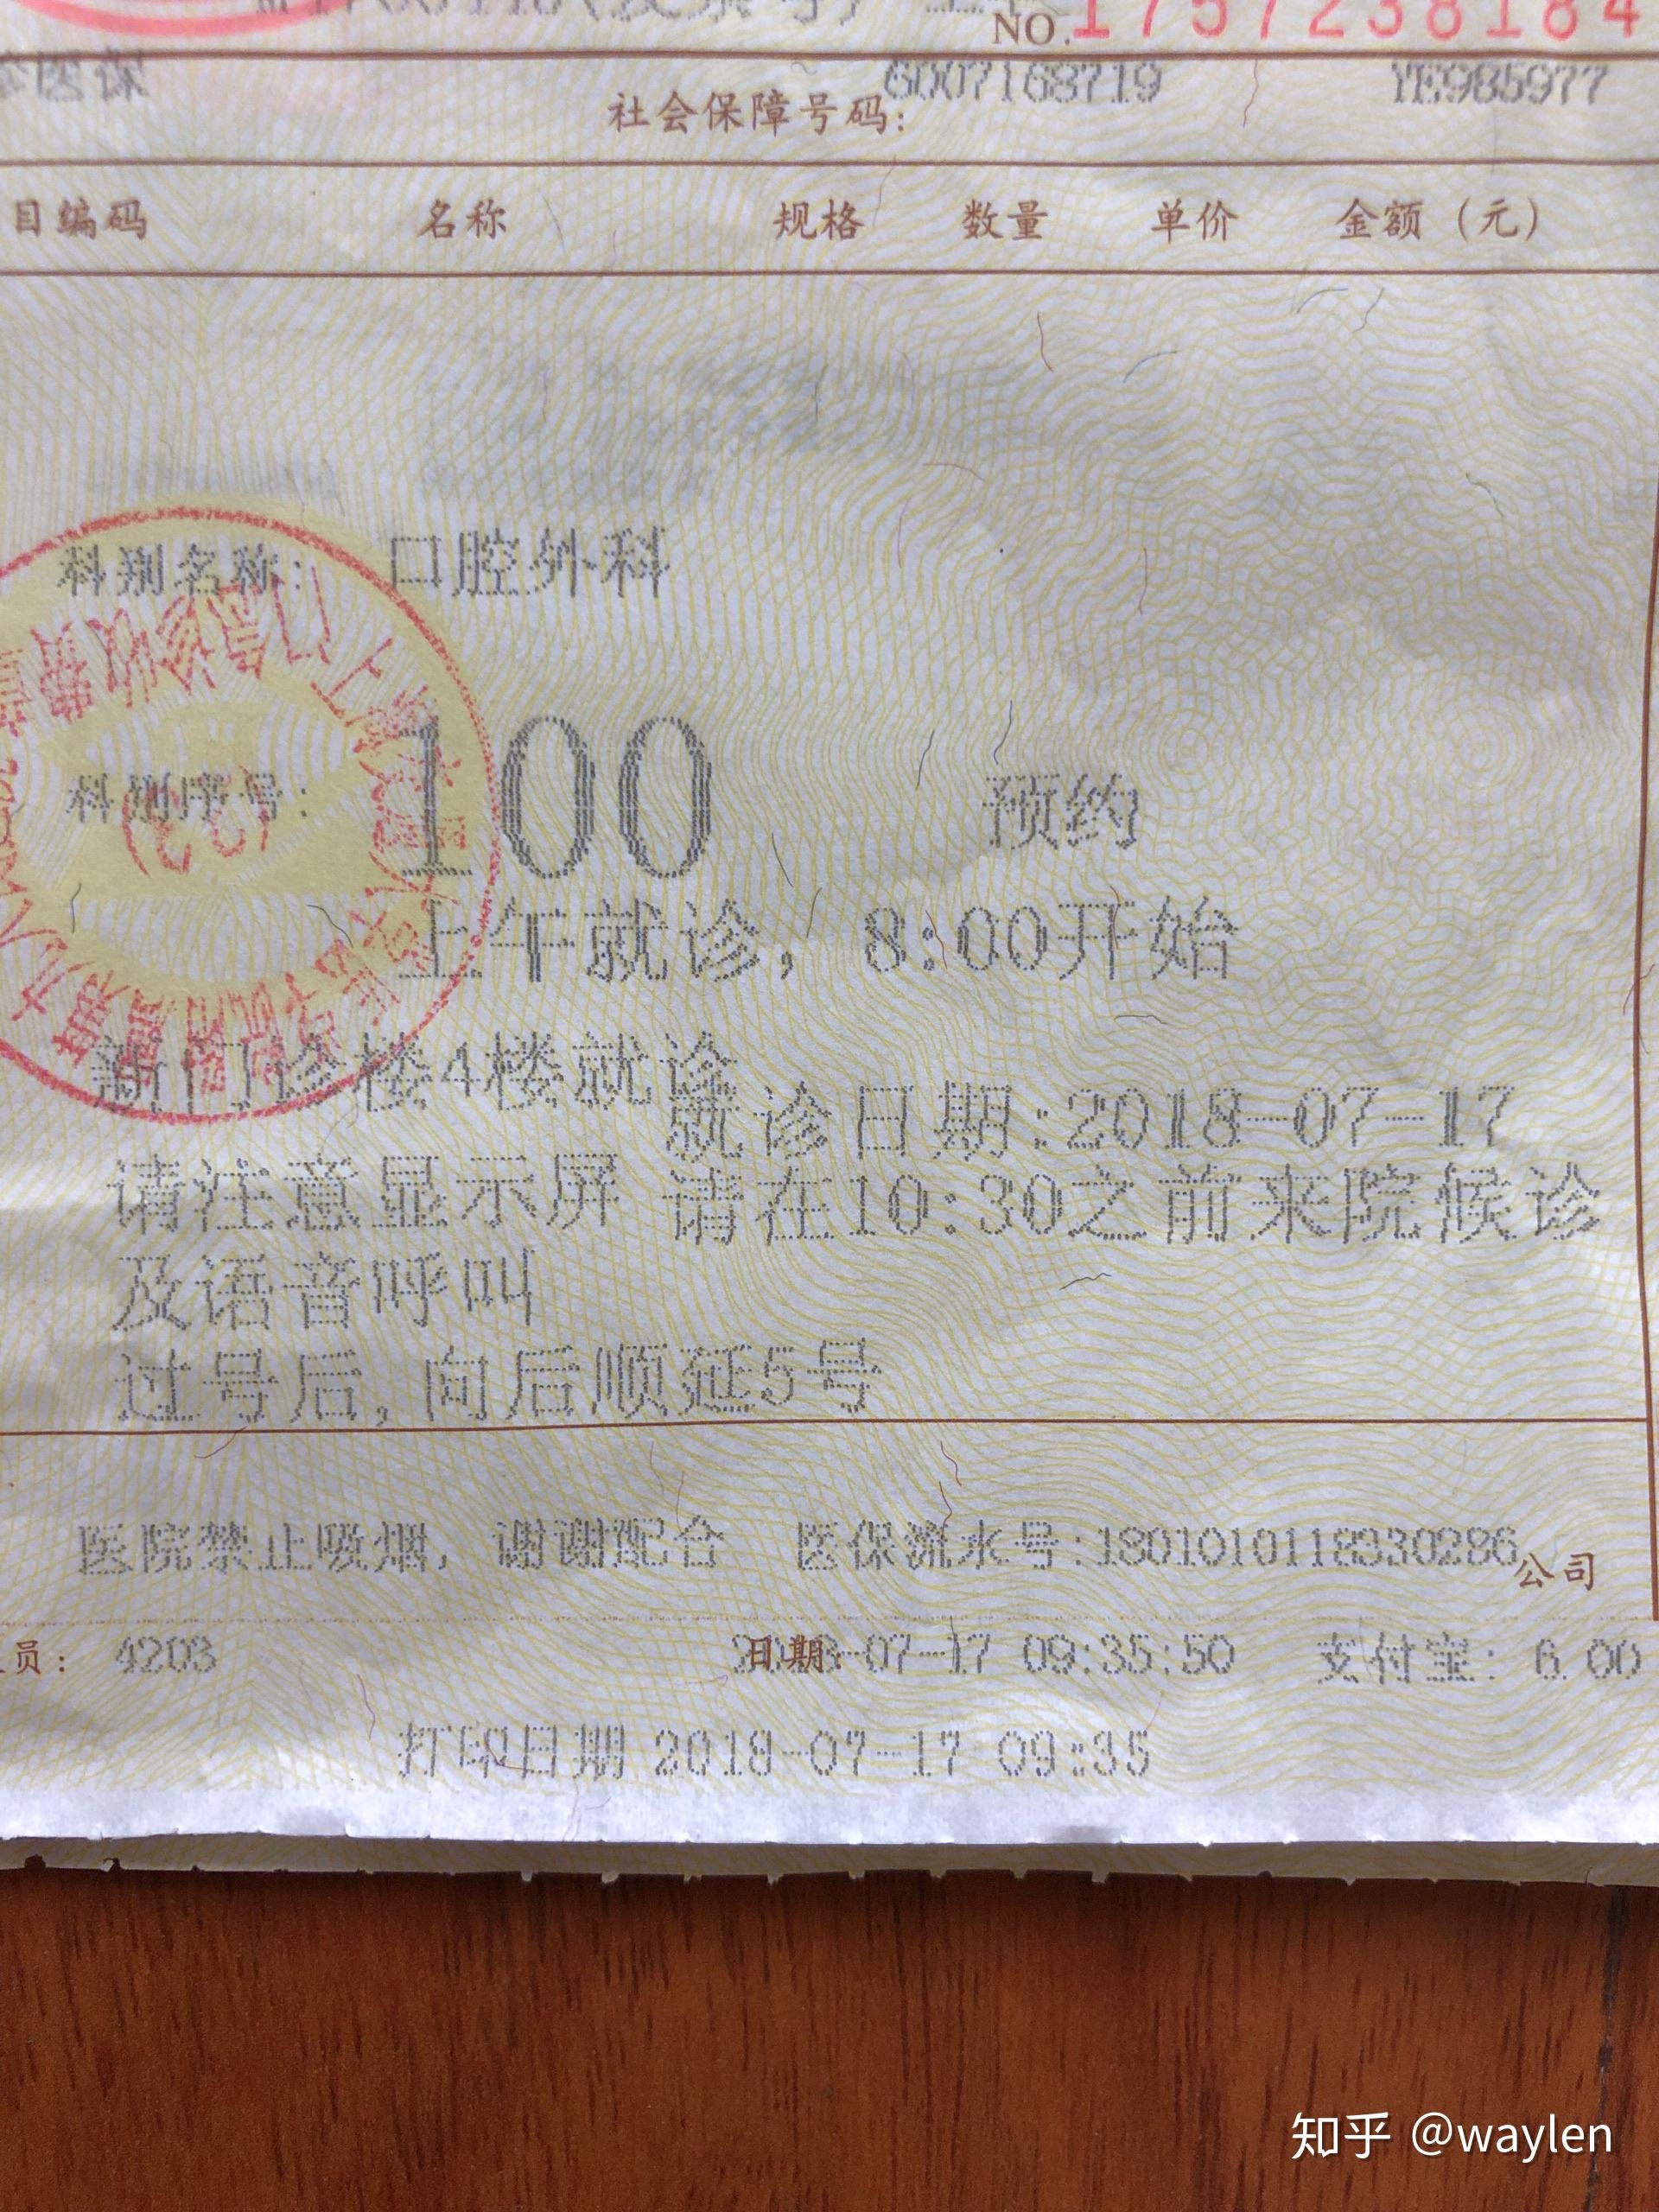 NO.1757238184
社会保障号码: 6007168719 YE985977
目编码 名称 规格 数量 单价 金额（元）
科别名称: 口腔外科
科别序号: 100 预约
上午就诊, 8:00开始
新门诊楼4楼就诊
就诊日期:2018-07-17
请注意显示屏 请在10:30之前来院候诊
及语音呼叫
过号后, 向后顺延5号
医院禁止吸烟, 谢谢配合 医保流水号:1801010118930286
公司
员: 4203 日期: 2018-07-17 09:35:50 支付宝: 6.00
打印日期 2018-07-17 09:35
知乎 @waylen